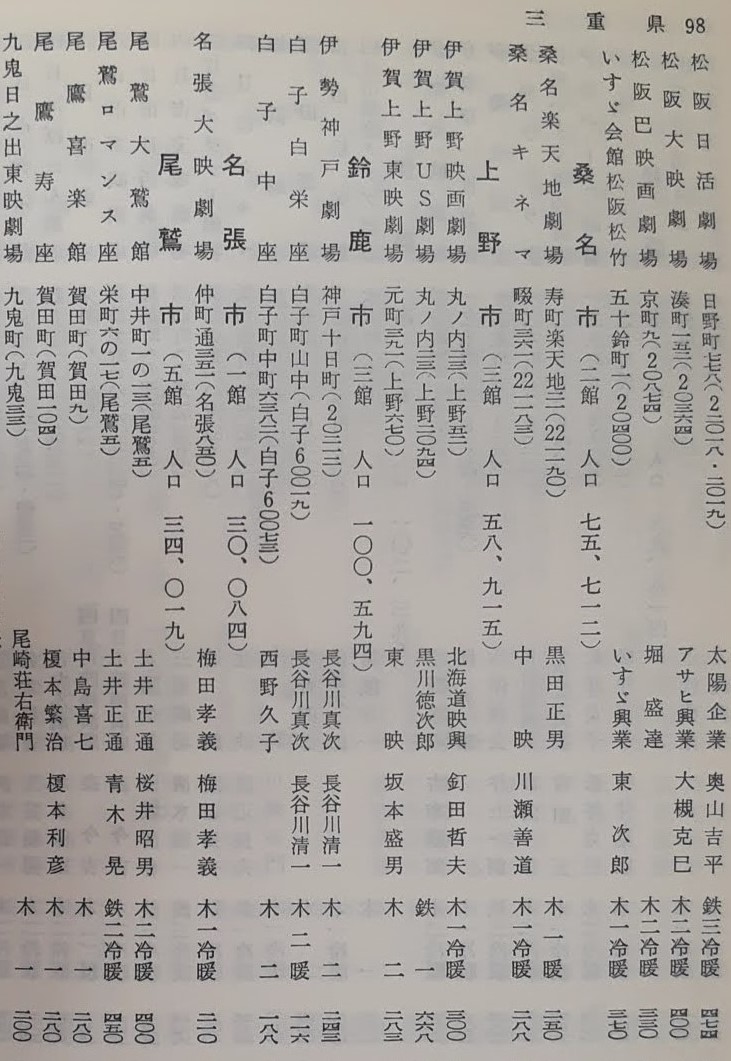 98
三重県
松阪日活劇場 日野町七七八(2二〇一八・二〇一九) 太陽企業 奥山吉平 鉄三冷暖 四七四
松阪大映劇場 湊町一五二(2〇三六四) アサヒ興業 大槻克巳 木二冷暖 四〇〇
松阪巴映画劇場 京町九(2〇八七四) 堀盛達 木二冷暖 三三〇
いすゞ会館松阪松竹 五十鈴町一(2〇四〇〇) いすゞ興業 東次郎 木一冷暖 三七〇
桑名市(二館 人口 七五、七一二)
桑名楽天地劇場 寿町楽天地三(22一一九〇) 黒田正男 木一暖 二五〇
桑名キネマ 畷町三六一(22一一八三) 中映 川瀬善道 木一冷暖 二八八
上野市(三館 人口 五八、九一五)
伊賀上野映画劇場 丸ノ内三三(上野五二) 北海道映興 釘田哲夫 木一冷暖 三〇〇
伊賀上野US劇場 丸ノ内三三(上野二〇九四) 黒川徳次郎 鉄一 六六八
伊賀上野東映劇場 元町三九一(上野六七〇) 東映 坂本盛男 木二 二八三
鈴鹿市(三館 人口 一〇〇、五九四)
伊勢神戸劇場 神戸十日町(2〇二二三) 長谷川真次 長谷川清一 木二 二四三
白子白栄座 白子町山中(白子6〇〇一九) 長谷川真次 長谷川清一 木二暖 二一六
白子中座 白子町中町六三八二(白子6〇〇七三) 西野久子 木二 一八八
名張市(一館 人口 三〇、〇八四)
名張大映劇場 仲町通三五一(名張八五〇) 梅田孝義 梅田孝義 木一冷暖 二一〇
尾鷲市(五館 人口 三四、〇一九)
尾鷲大鷲館 中井町一の二三(尾鷲五) 土井正通 桜井昭男 木二冷暖 四〇〇
尾鷲ロマンス座 栄町六の一七(尾鷲五) 土井正通 青木晃 鉄二冷暖 四五〇
尾鷹喜楽館 賀田町(賀田九) 中島喜七 木一 二八〇
尾鷹寿座 賀田町(賀田一〇四) 榎本繁治 榎本利彦 木一 二八〇
九鬼日之出東映劇場 九鬼町(九鬼三三) 尾崎荘右衛門 木一 二〇〇